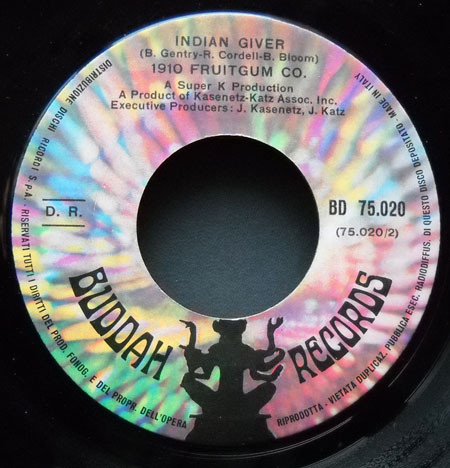 INDIAN GIVER
(B. Gentry-R. Cordell-B. Bloom)
1910 FRUITGUM CO.
A Super K Production
A Product of Kasenetz-Katz Assoc. Inc.
Executive Producers: J. Kasenetz, J. Katz
D. R.
BD 75.020
(75.020/2)
BUDDAH RECORDS
DISTRIBUZIONE DISCHI RICORDI S.P.A. - RISERVATI TUTTI I DIRITTI DEL PROD. FONOG. E DEL PROPR. DELL'OPERA
RIPRODOTTA - VIETATA DUPLICAZ. PUBBLICA ESEC. RADIODIFFUS. DI QUESTO DISCO DEPOSITATO. MADE IN ITALY